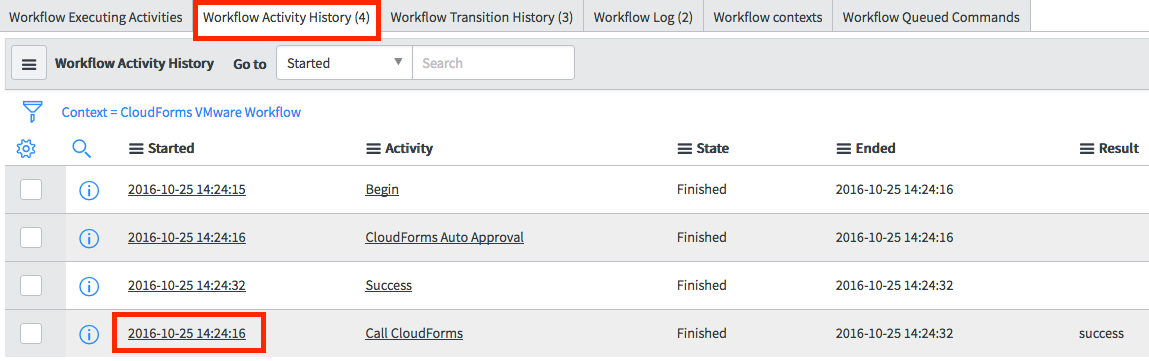 Workflow Executing Activities Workflow Activity History (4) Workflow Transition History (3) Workflow Log (2) Workflow contexts Workflow Queued Commands
Workflow Activity History Go to Started Search
Context = CloudForms VMware Workflow
Started Activity State Ended Result
2016-10-25 14:24:15 Begin Finished 2016-10-25 14:24:16
2016-10-25 14:24:16 CloudForms Auto Approval Finished 2016-10-25 14:24:16
2016-10-25 14:24:32 Success Finished 2016-10-25 14:24:32
2016-10-25 14:24:16 Call CloudForms Finished 2016-10-25 14:24:32 success